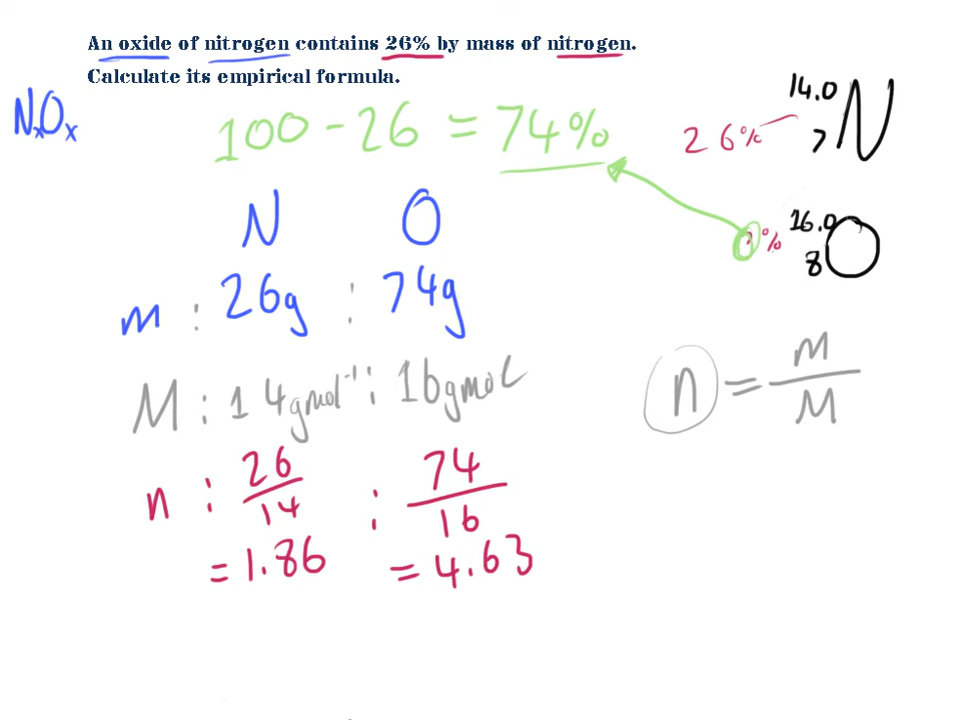 An oxide of nitrogen contains 26% by mass of nitrogen.
Calculate its empirical formula.
NxOx
100 - 26 = 74%
26%
14.0
7 N
%
16.0
8 O
N O
m : 26g : 74g
M : 14gmol⁻¹ : 16gmol
n = m / M
n : 26/14 : 74/16
= 1.86 = 4.63